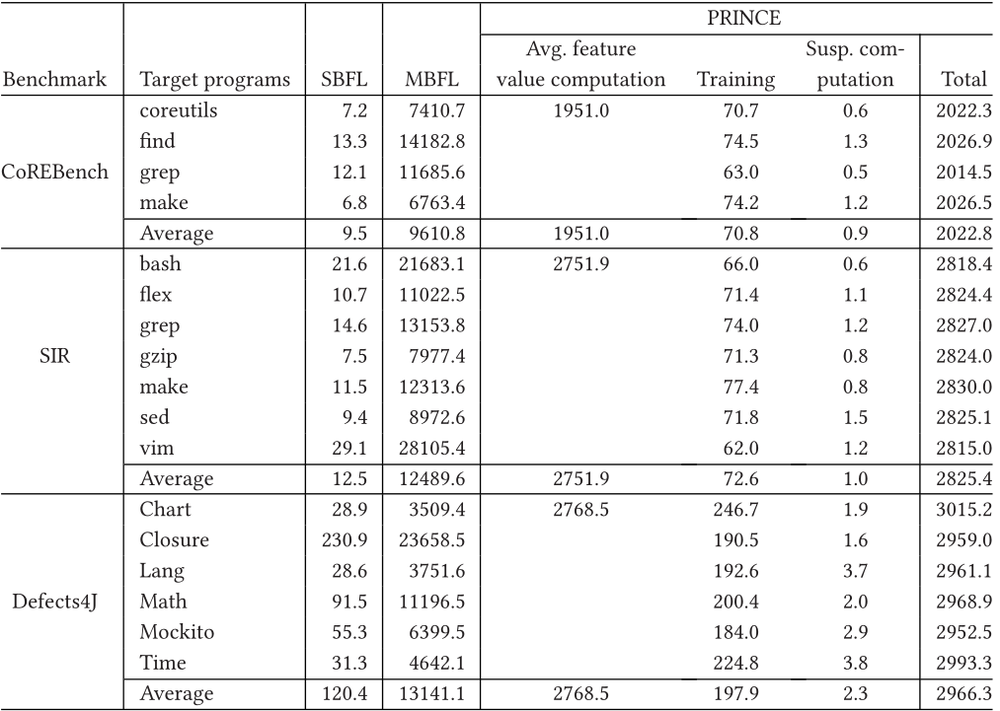 PRINCE
Avg. feature Susp. com-
Benchmark Target programs SBFL MBFL value computation Training putation Total
coreutils 7.2 7410.7 1951.0 70.7 0.6 2022.3
find 13.3 14182.8 74.5 1.3 2026.9
CoREBench grep 12.1 11685.6 63.0 0.5 2014.5
make 6.8 6763.4 74.2 1.2 2026.5
Average 9.5 9610.8 1951.0 70.8 0.9 2022.8
bash 21.6 21683.1 2751.9 66.0 0.6 2818.4
flex 10.7 11022.5 71.4 1.1 2824.4
grep 14.6 13153.8 74.0 1.2 2827.0
SIR gzip 7.5 7977.4 71.3 0.8 2824.0
make 11.5 12313.6 77.4 0.8 2830.0
sed 9.4 8972.6 71.8 1.5 2825.1
vim 29.1 28105.4 62.0 1.2 2815.0
Average 12.5 12489.6 2751.9 72.6 1.0 2825.4
Chart 28.9 3509.4 2768.5 246.7 1.9 3015.2
Closure 230.9 23658.5 190.5 1.6 2959.0
Lang 28.6 3751.6 192.6 3.7 2961.1
Defects4J Math 91.5 11196.5 200.4 2.0 2968.9
Mockito 55.3 6399.5 184.0 2.9 2952.5
Time 31.3 4642.1 224.8 3.8 2993.3
Average 120.4 13141.1 2768.5 197.9 2.3 2966.3